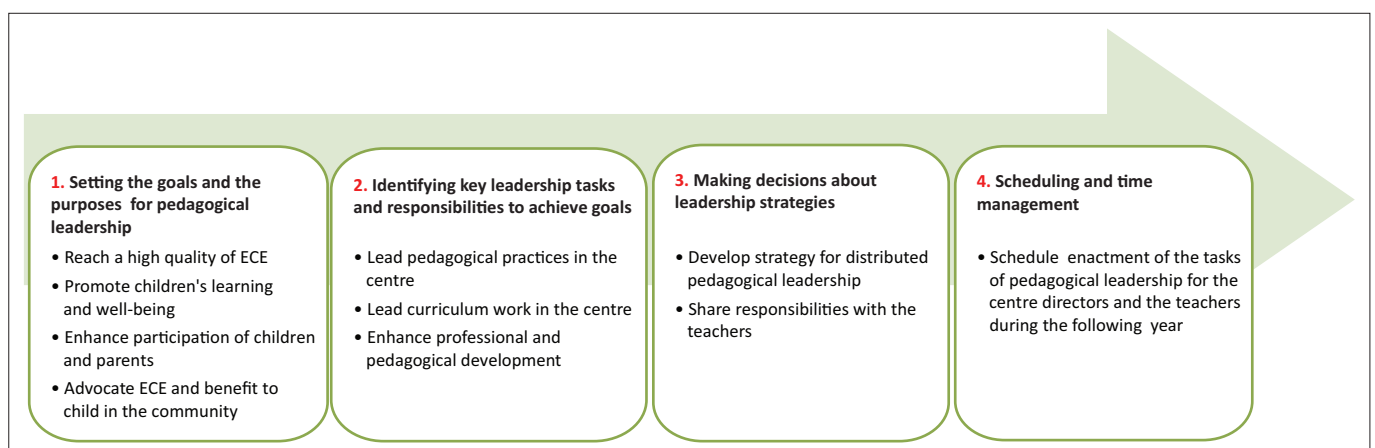 1. Setting the goals and the
purposes for pedagogical
leadership
• Reach a high quality of ECE
• Promote children's learning
and well-being
• Enhance participation of children
and parents
• Advocate ECE and benefit to
child in the community
2. Identifying key leadership tasks
and responsibilities to achieve goals
• Lead pedagogical practices in the
centre
• Lead curriculum work in the centre
• Enhance professional and
pedagogical development
3. Making decisions about
leadership strategies
• Develop strategy for distributed
pedagogical leadership
• Share responsibilities with the
teachers
4. Scheduling and time
management
• Schedule enactment of the tasks
of pedagogical leadership for the
centre directors and the teachers
during the following year